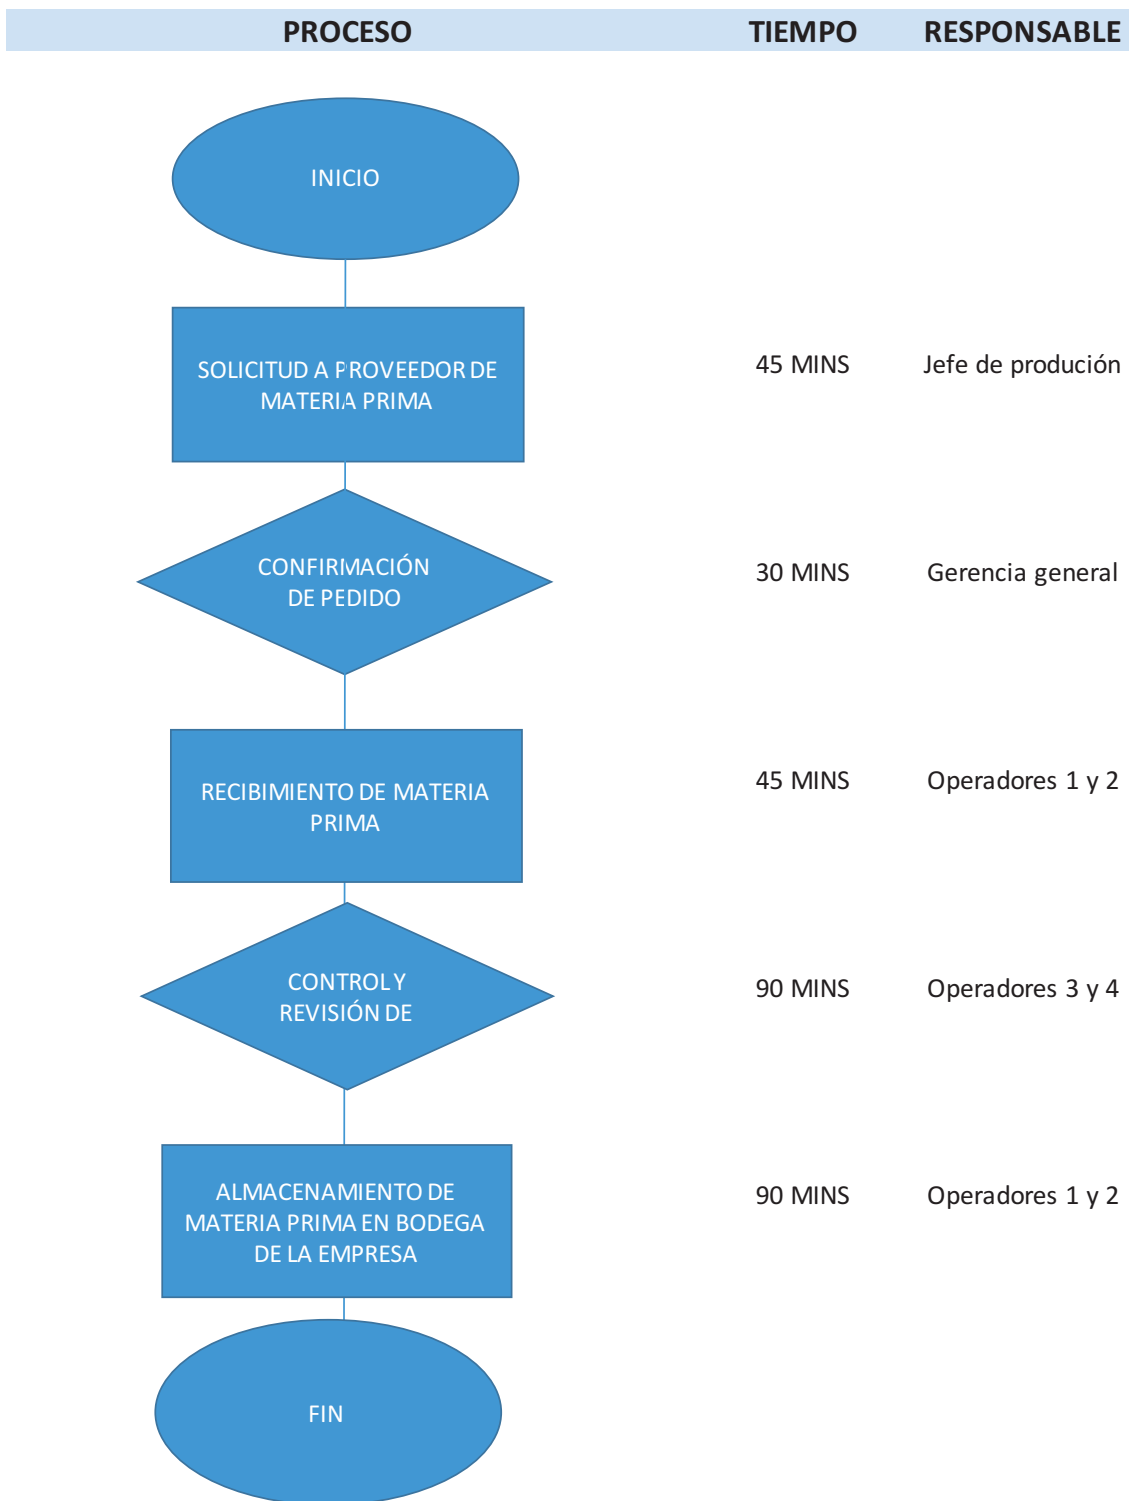 PROCESO TIEMPO RESPONSABLE
INICIO
SOLICITUD A PROVEEDOR DE
MATERIA PRIMA
45 MINS Jefe de produción
CONFIRMACIÓN
DE PEDIDO
30 MINS Gerencia general
RECIBIMIENTO DE MATERIA
PRIMA
45 MINS Operadores 1 y 2
CONTROL Y
REVISIÓN DE
90 MINS Operadores 3 y 4
ALMACENAMIENTO DE
MATERIA PRIMA EN BODEGA
DE LA EMPRESA
90 MINS Operadores 1 y 2
FIN